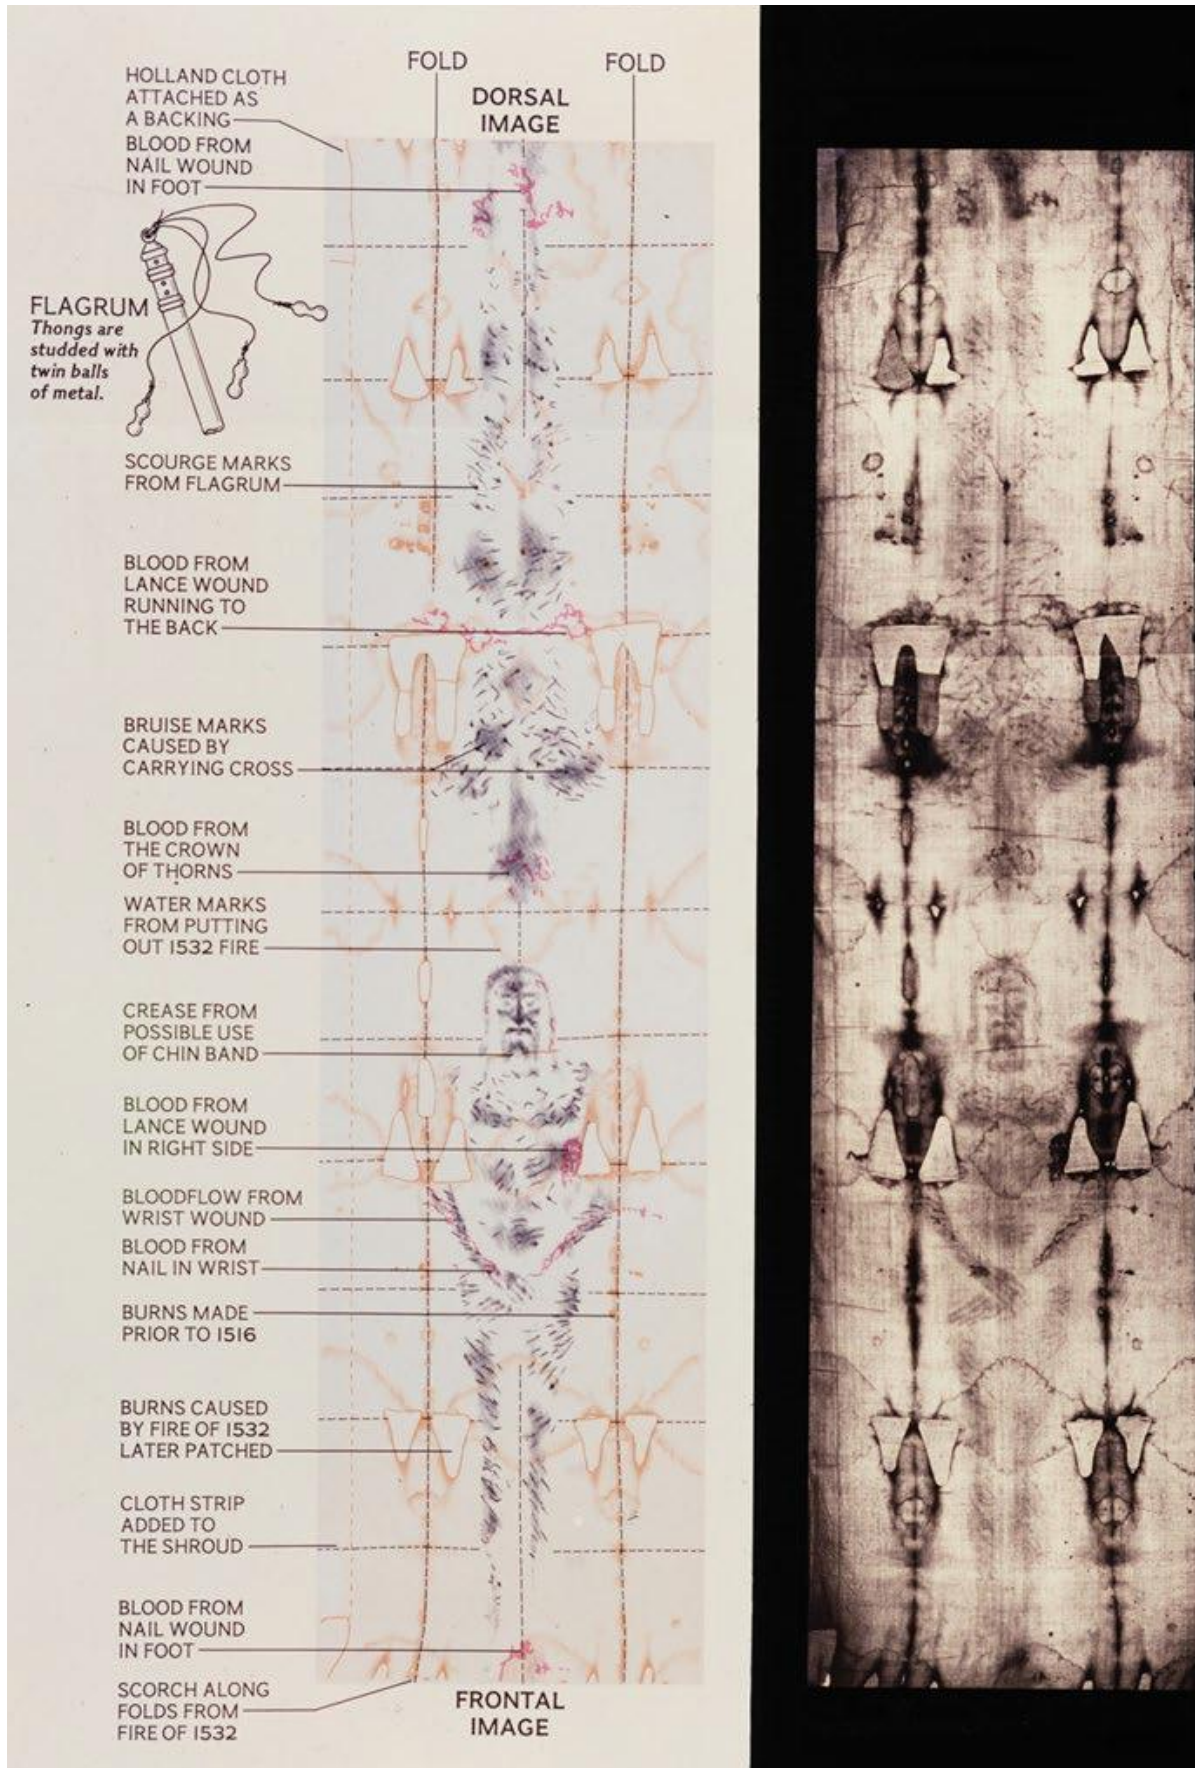 FOLD
FOLD
DORSAL
IMAGE
HOLLAND CLOTH
ATTACHED AS
A BACKING
BLOOD FROM
NAIL WOUND
IN FOOT
FLAGRUM
Thongs are
studded with
twin balls
of metal.
SCOURGE MARKS
FROM FLAGRUM
BLOOD FROM
LANCE WOUND
RUNNING TO
THE BACK
BRUISE MARKS
CAUSED BY
CARRYING CROSS
BLOOD FROM
THE CROWN
OF THORNS
WATER MARKS
FROM PUTTING
OUT 1532 FIRE
CREASE FROM
POSSIBLE USE
OF CHIN BAND
BLOOD FROM
LANCE WOUND
IN RIGHT SIDE
BLOODFLOW FROM
WRIST WOUND
BLOOD FROM
NAIL IN WRIST
BURNS MADE
PRIOR TO 1516
BURNS CAUSED
BY FIRE OF 1532
LATER PATCHED
CLOTH STRIP
ADDED TO
THE SHROUD
BLOOD FROM
NAIL WOUND
IN FOOT
SCORCH ALONG
FOLDS FROM
FIRE OF 1532
FRONTAL
IMAGE